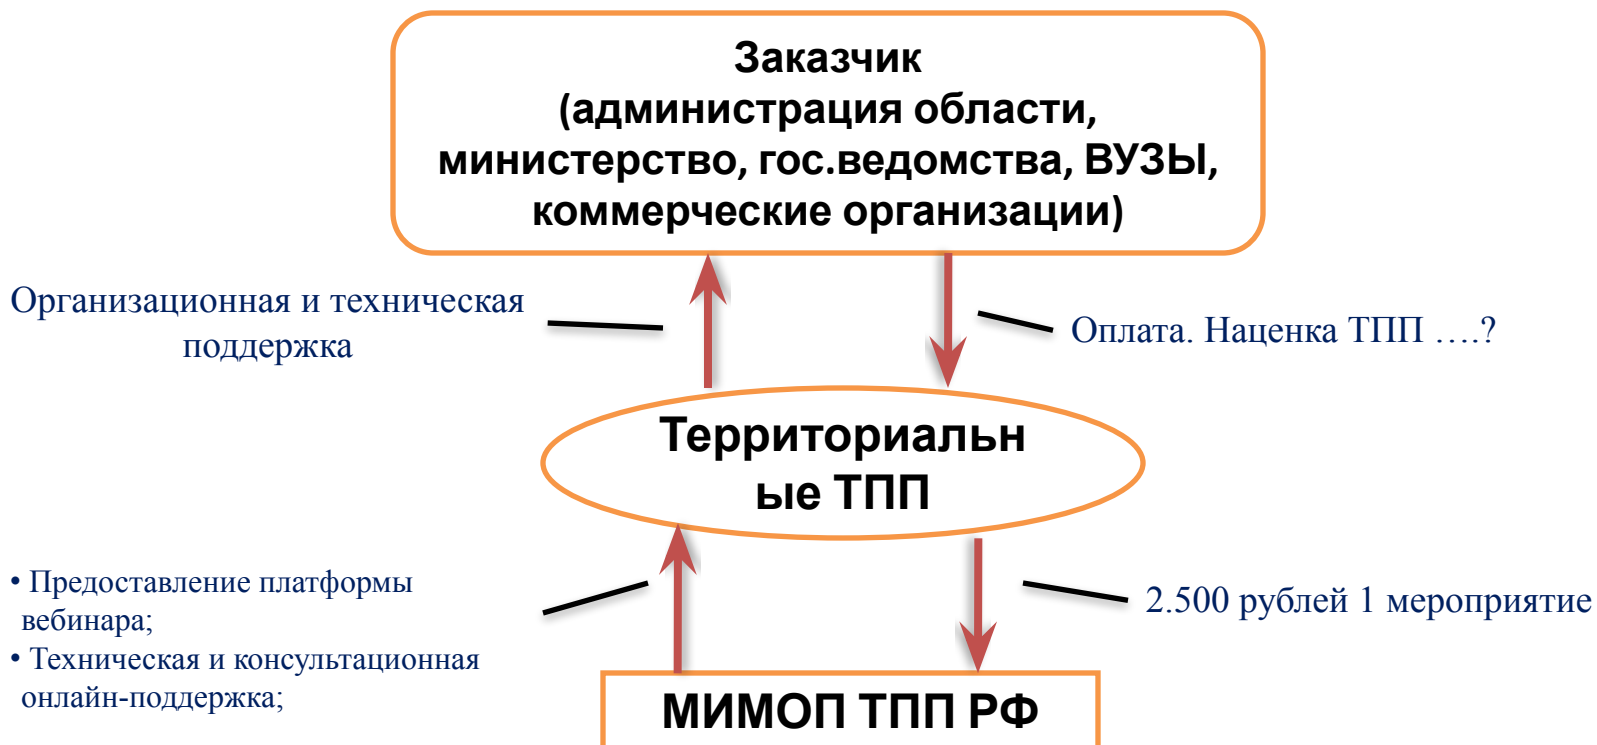 Заказчик
(администрация области,
министерство, гос.ведомства, ВУЗЫ,
коммерческие организации)
Организационная и техническая
поддержка
Оплата. Наценка ТПП ….?
Территориальн
ые ТПП
• Предоставление платформы
вебинара;
• Техническая и консультационная
онлайн-поддержка;
2.500 рублей 1 мероприятие
МИМОП ТПП РФ